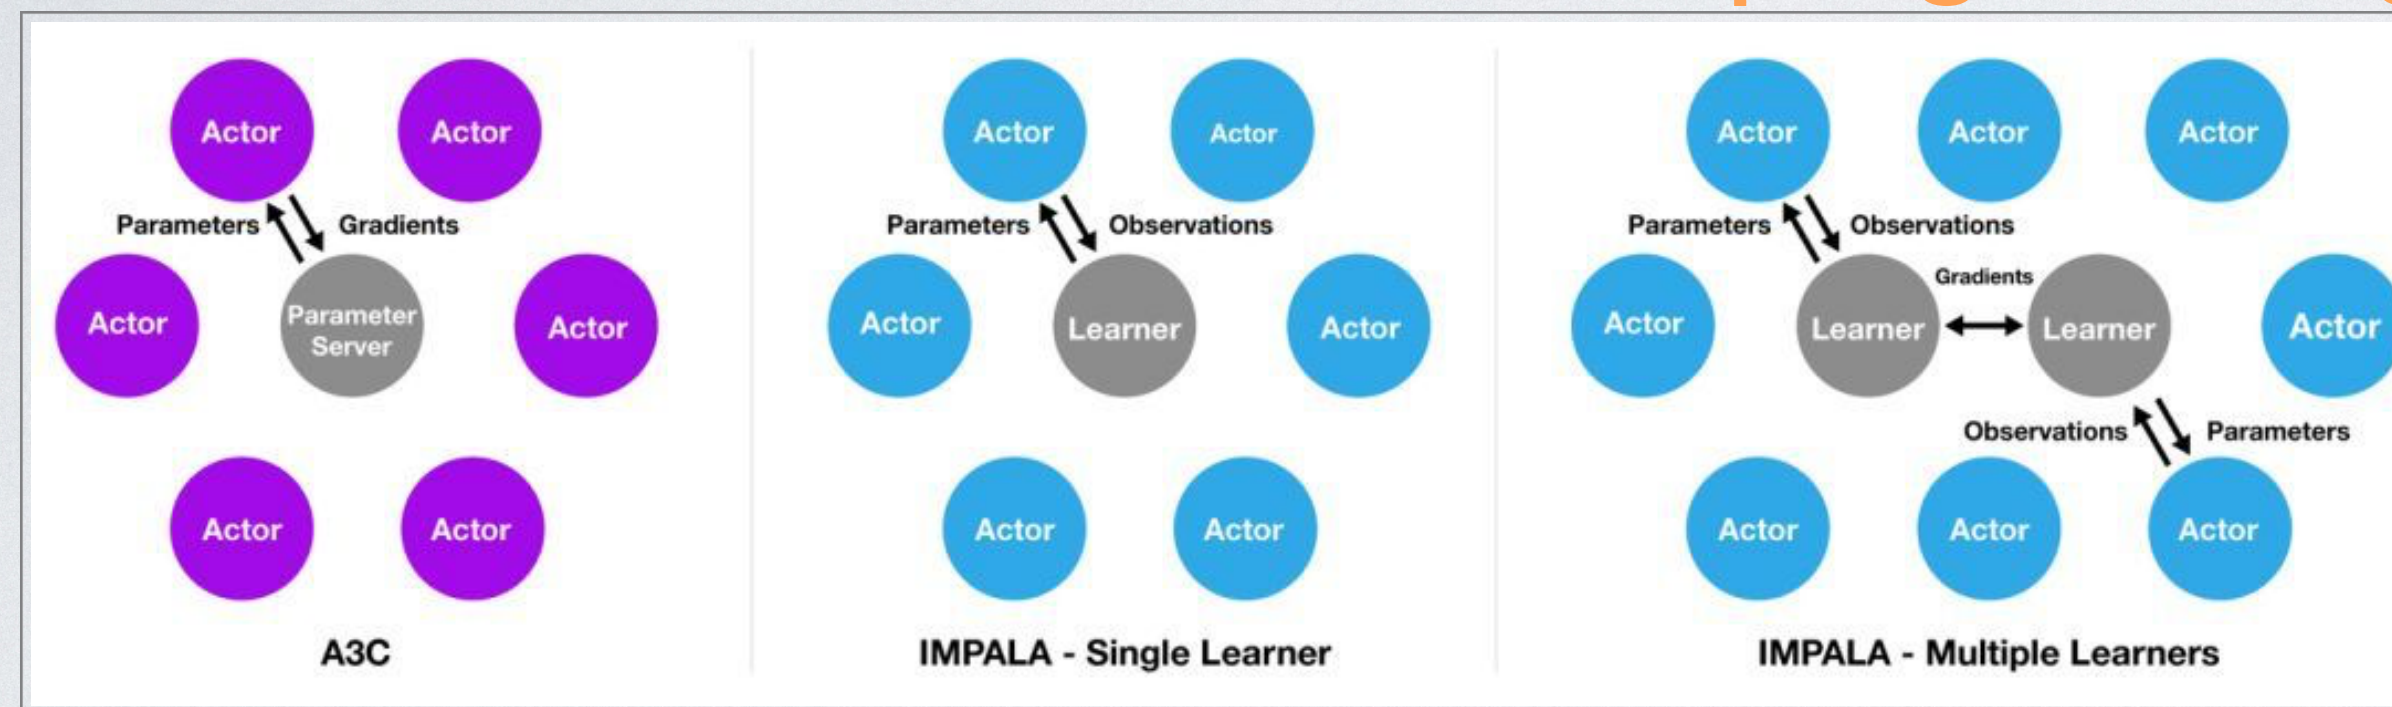 Actor
Actor
Parameters
Gradients
Actor
Parameter
Server
Actor
Actor
Actor
A3C
Actor
Actor
Parameters
Observations
Actor
Learner
Actor
Actor
Actor
IMPALA - Single Learner
Actor
Actor
Actor
Parameters
Observations
Gradients
Actor
Learner
Learner
Actor
Observations
Parameters
Actor
Actor
Actor
IMPALA - Multiple Learners